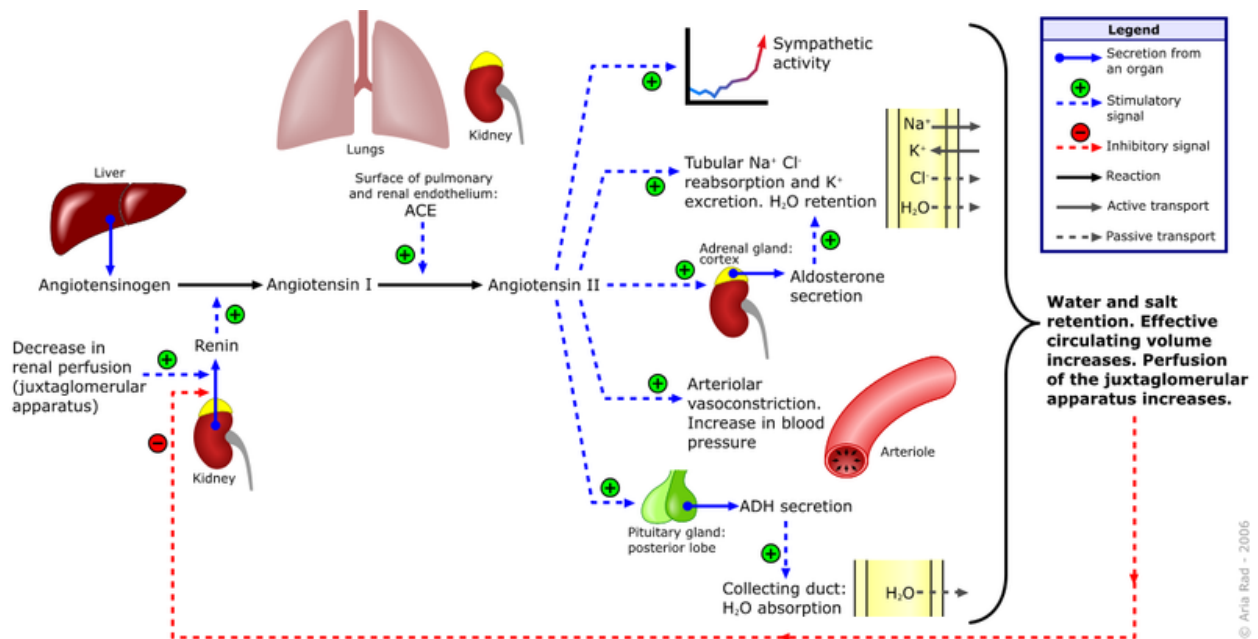 Liver
Lungs
Kidney
Surface of pulmonary
and renal endothelium:
ACE
+
Angiotensinogen
Angiotensin I
Angiotensin II
+
Renin
Decrease in
renal perfusion
(juxtaglomerular
apparatus)
+
−
Kidney
+
Sympathetic
activity
+
Tubular Na⁺ Cl⁻
reabsorption and K⁺
excretion. H₂O retention
+
+
Adrenal gland:
cortex
Aldosterone
secretion
+
Arteriolar
vasoconstriction.
Increase in blood
pressure
Arteriole
+
Pituitary gland:
posterior lobe
ADH secretion
+
Collecting duct:
H₂O absorption
H₂O
Na⁺
K⁺
Cl⁻
H₂O
Legend
Secretion from
an organ
+
Stimulatory
signal
−
Inhibitory signal
Reaction
Active transport
Passive transport
Water and salt
retention. Effective
circulating volume
increases. Perfusion
of the juxtaglomerular
apparatus increases.
© Aria Rad - 2006